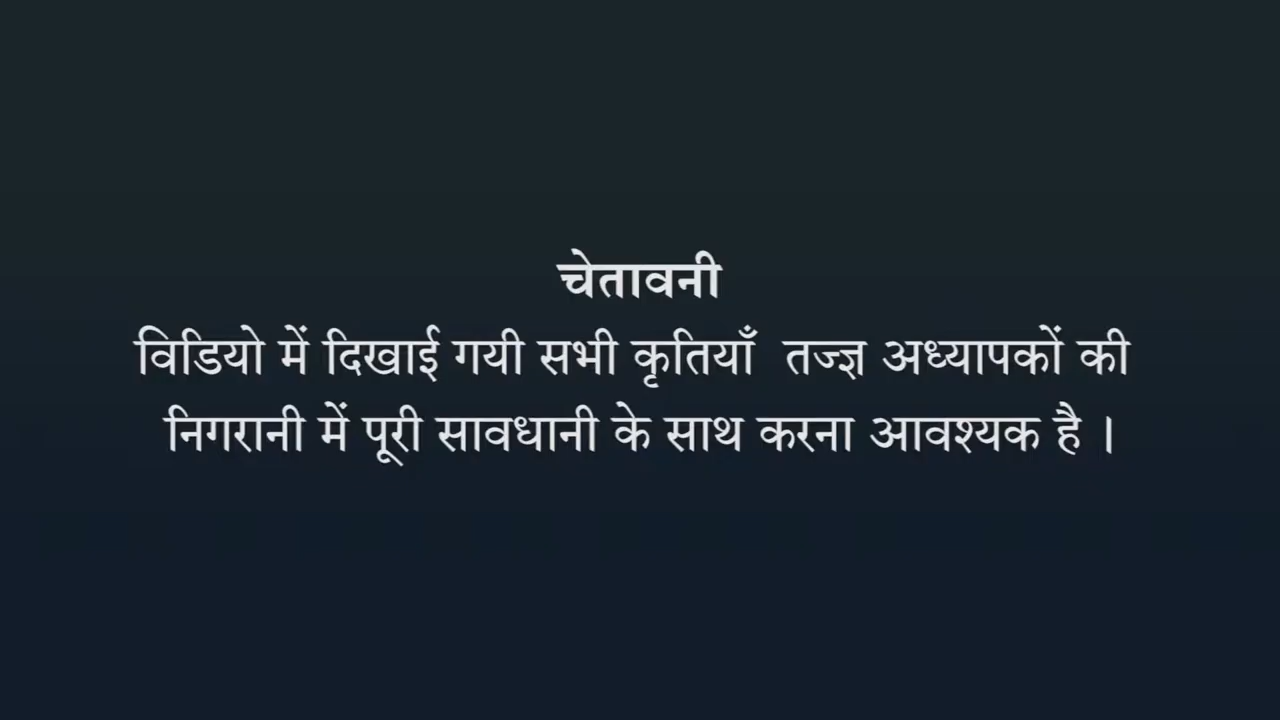 चेतावनी
विडियो में दिखाई गयी सभी कृतियाँ तज्ज्ञ अध्यापकों की
निगरानी में पूरी सावधानी के साथ करना आवश्यक है ।